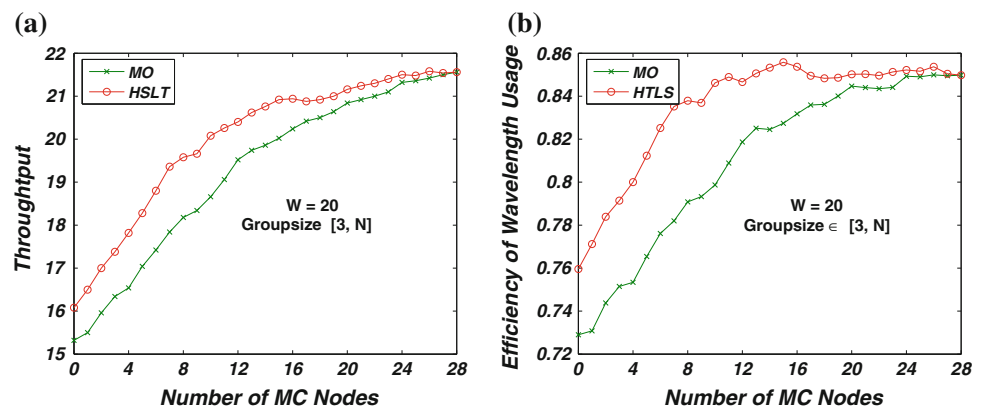 (a)
22
21
20
19
18
17
16
15
Throughtput
MO
HSLT
W = 20
Groupsize [3, N]
0 4 8 12 16 20 24 28
Number of MC Nodes
(b)
0.86
0.84
0.82
0.8
0.78
0.76
0.74
0.72
Efficiency of Wavelength Usage
MO
HTLS
W = 20
Groupsize ∈ [3, N]
0 4 8 12 16 20 24 28
Number of MC Nodes